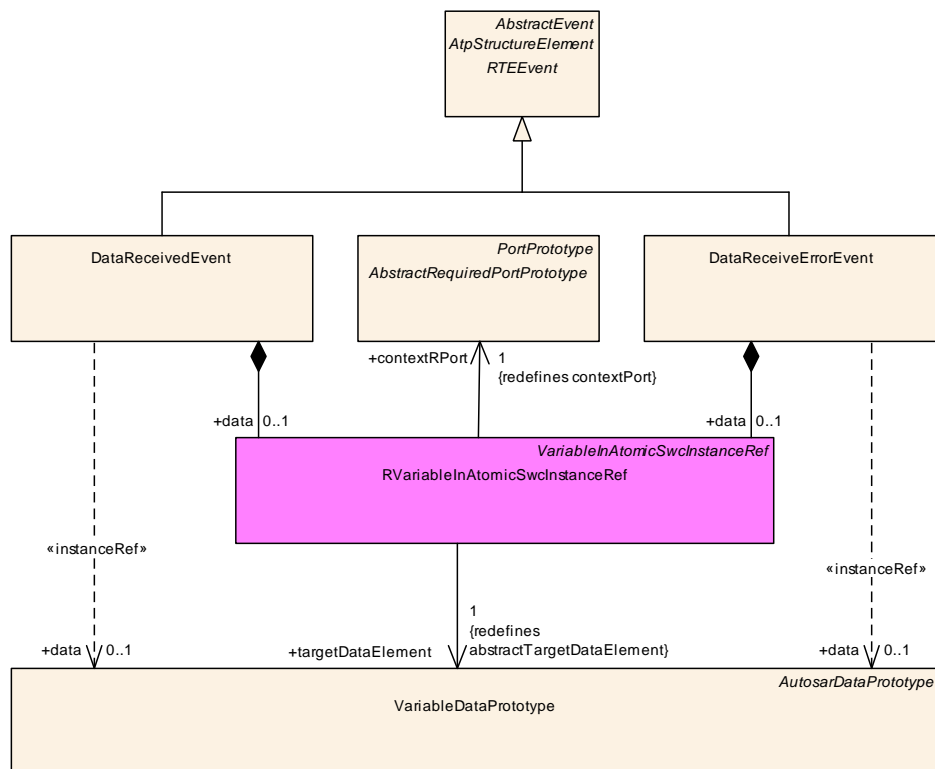 AbstractEvent
AtpStructureElement
RTEEvent
DataReceivedEvent
PortPrototype
AbstractRequiredPortPrototype
DataReceiveErrorEvent
+contextRPort
1
{redefines contextPort}
+data
0..1
+data
0..1
VariableInAtomicSwcInstanceRef
RVariableInAtomicSwcInstanceRef
«instanceRef»
«instanceRef»
+data
0..1
+targetDataElement
1
{redefines
abstractTargetDataElement}
+data
0..1
AutosarDataPrototype
VariableDataPrototype